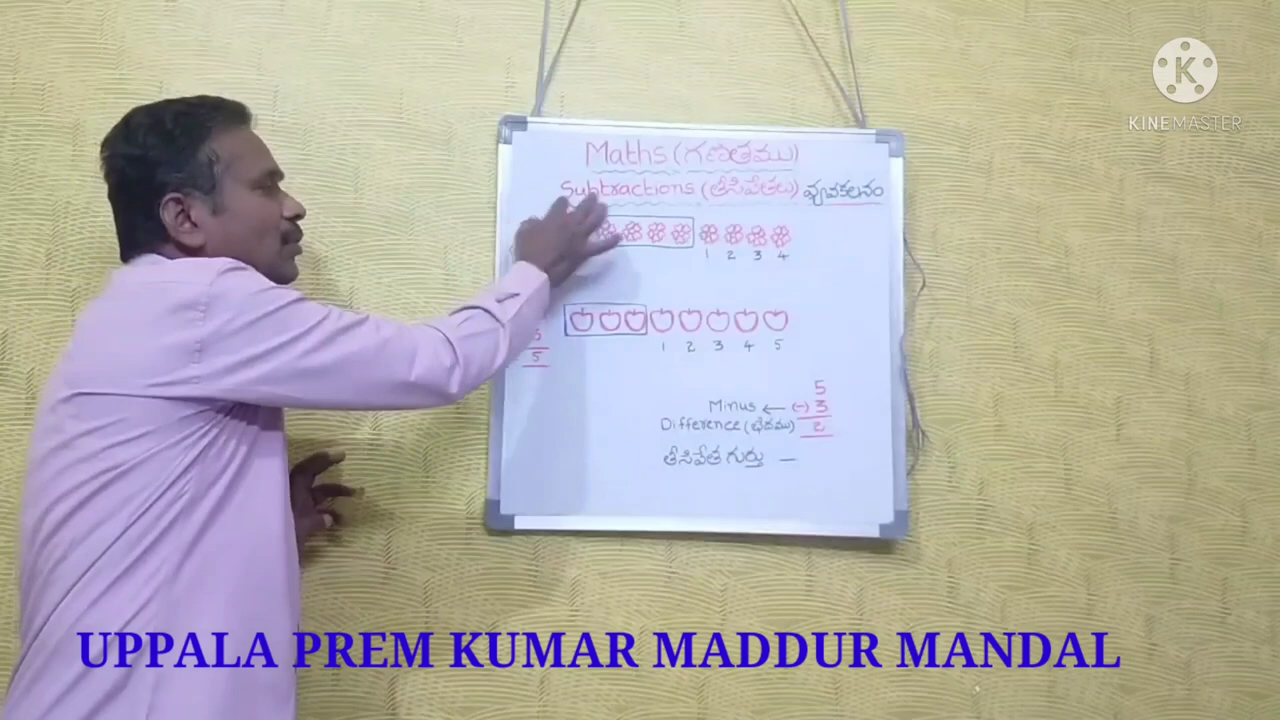 KINEMASTER
Maths (గణితము)
Subtractions (తీసివేతలు) వ్యవకలనం
1 2 3 4
1 2 3 4 5
5
5
Minus ← (-) 3
Difference (భేదము) 2
తీసివేత గుర్తు —
UPPALA PREM KUMAR MADDUR MANDAL